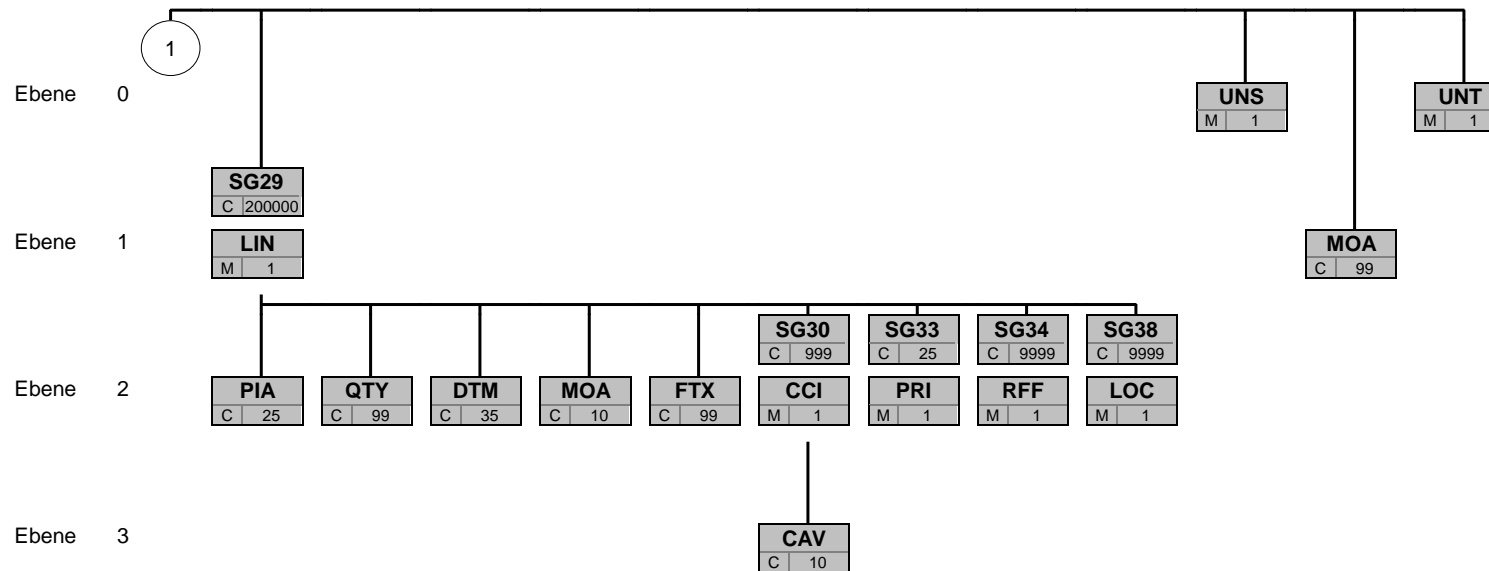 1
Ebene 0
UNS
M 1
UNT
M 1
SG29
C 200000
Ebene 1
LIN
M 1
MOA
C 99
SG30
C 999
SG33
C 25
SG34
C 9999
SG38
C 9999
Ebene 2
PIA
C 25
QTY
C 99
DTM
C 35
MOA
C 10
FTX
C 99
CCI
M 1
PRI
M 1
RFF
M 1
LOC
M 1
Ebene 3
CAV
C 10